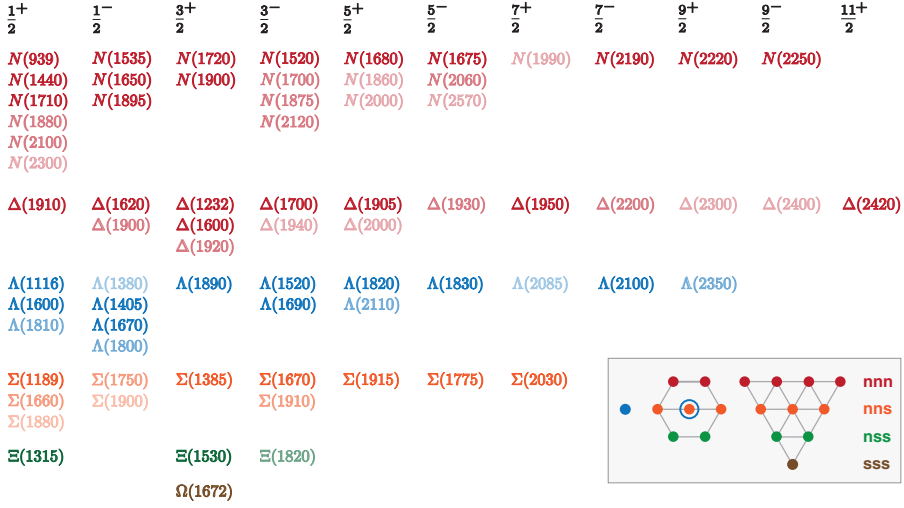 1/2⁺ 1/2⁻ 3/2⁺ 3/2⁻ 5/2⁺ 5/2⁻ 7/2⁺ 7/2⁻ 9/2⁺ 9/2⁻ 11/2⁺
N(939) N(1535) N(1720) N(1520) N(1680) N(1675) N(1990) N(2190) N(2220) N(2250)
N(1440) N(1650) N(1900) N(1700) N(1860) N(2060)
N(1710) N(1895) N(1875) N(2000) N(2570)
N(1880) N(2120)
N(2100)
N(2300)
Δ(1910) Δ(1620) Δ(1232) Δ(1700) Δ(1905) Δ(1930) Δ(1950) Δ(2200) Δ(2300) Δ(2400) Δ(2420)
Δ(1900) Δ(1600) Δ(1940) Δ(2000)
Δ(1920)
Λ(1116) Λ(1380) Λ(1890) Λ(1520) Λ(1820) Λ(1830) Λ(2085) Λ(2100) Λ(2350)
Λ(1600) Λ(1405) Λ(1690) Λ(2110)
Λ(1810) Λ(1670)
Λ(1800)
Σ(1189) Σ(1750) Σ(1385) Σ(1670) Σ(1915) Σ(1775) Σ(2030)
Σ(1660) Σ(1900) Σ(1910)
Σ(1880)
Ξ(1315) Ξ(1530) Ξ(1820)
Ω(1672)
nnn
nns
nss
sss